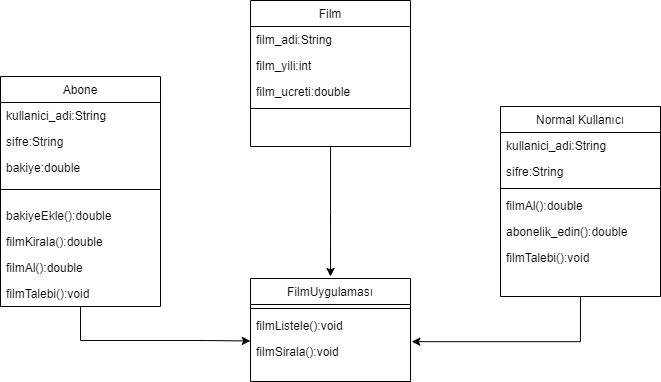 Film
film_adi:String
film_yili:int
film_ucreti:double
Abone
kullanici_adi:String
sifre:String
bakiye:double
bakiyeEkle():double
filmKirala():double
filmAl():double
filmTalebi():void
Normal Kullanıcı
kullanici_adi:String
sifre:String
filmAl():double
abonelik_edin():double
filmTalebi():void
FilmUygulaması
filmListele():void
filmSirala():void